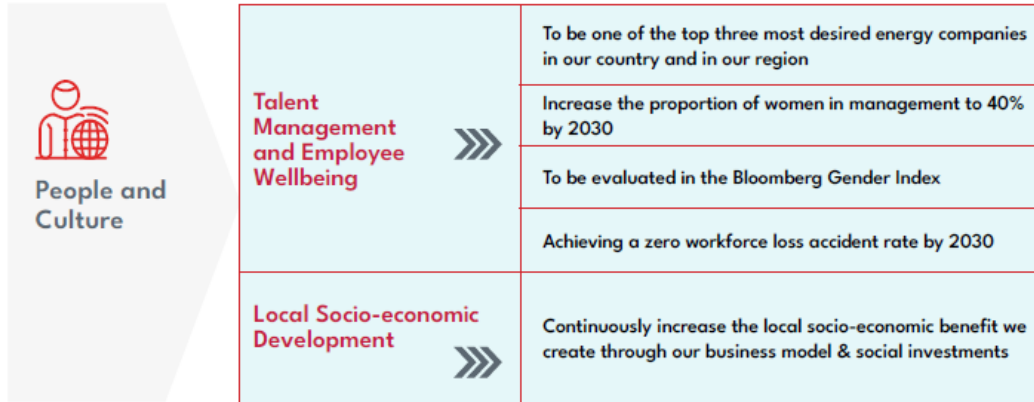 People and
Culture
Talent
Management
and Employee
Wellbeing
To be one of the top three most desired energy companies
in our country and in our region
Increase the proportion of women in management to 40%
by 2030
To be evaluated in the Bloomberg Gender Index
Achieving a zero workforce loss accident rate by 2030
Local Socio-economic
Development
Continuously increase the local socio-economic benefit we
create through our business model & social investments